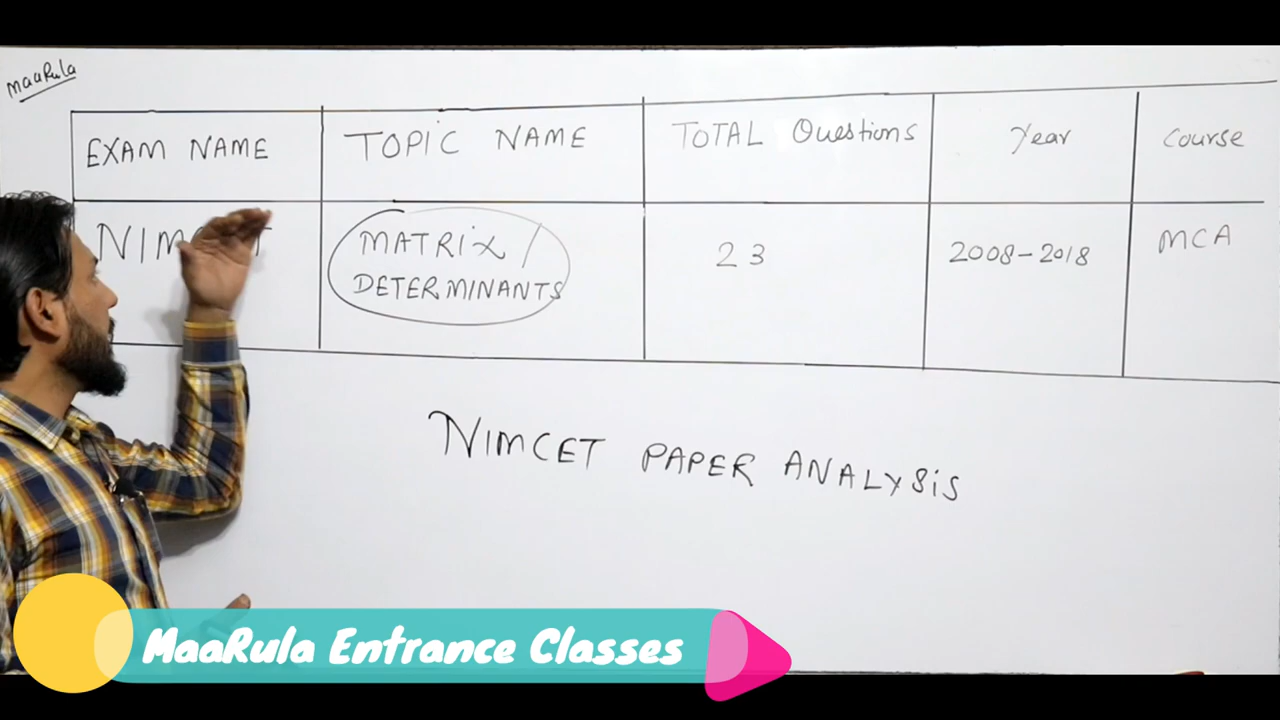 MaaRula
EXAM NAME TOPIC NAME TOTAL Questions Year Course
MATRIX / 23 2008-2018 MCA
DETERMINANTS
NIMCET PAPER ANALYSIS
MaaRula Entrance Classes